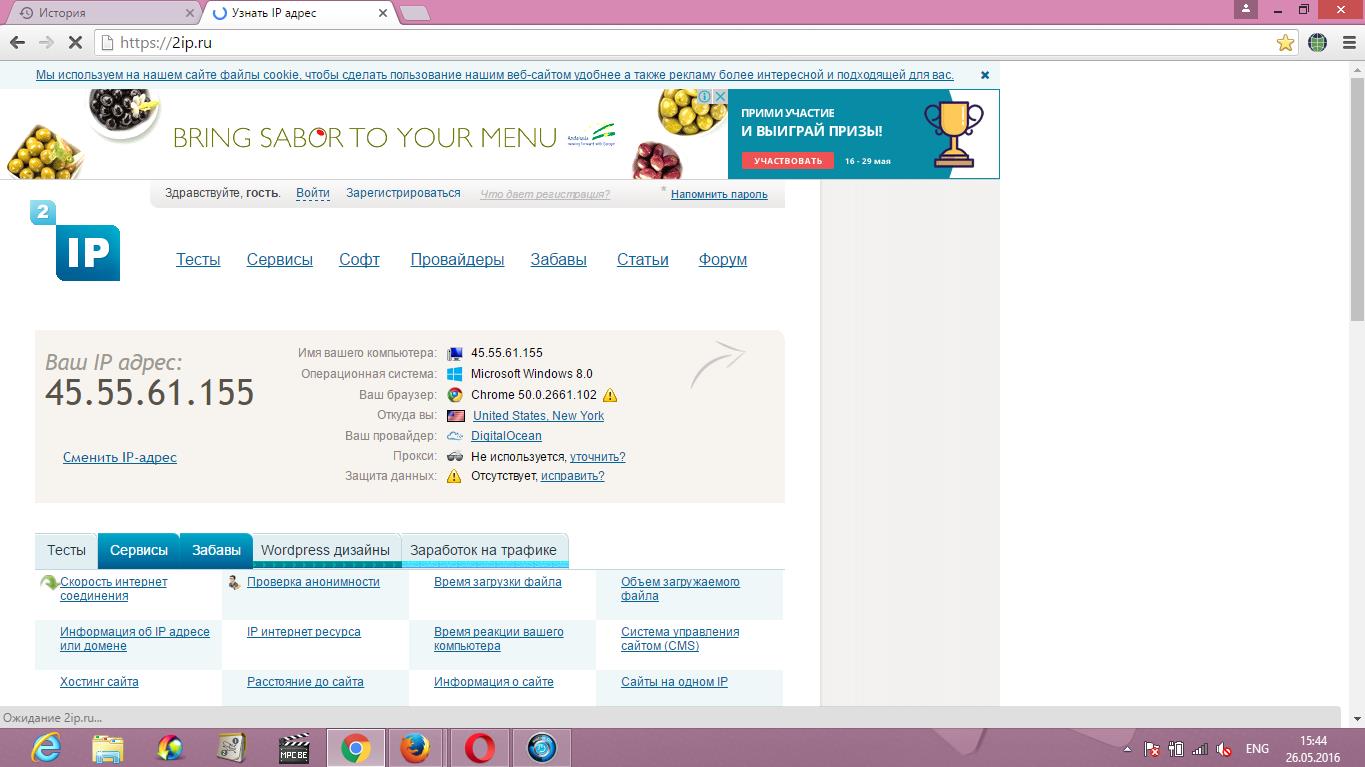 История
Узнать IP адрес
https://2ip.ru
Мы используем на нашем сайте файлы cookie, чтобы сделать пользование нашим веб-сайтом удобнее а также рекламу более интересной и подходящей для вас.
BRING SABOR TO YOUR MENU
ПРИМИ УЧАСТИЕ
И ВЫИГРАЙ ПРИЗЫ!
УЧАСТВОВАТЬ 16 - 29 мая
Здравствуйте, гость. Войти Зарегистрироваться Что дает регистрация? * Напомнить пароль
2
IP
Тесты Сервисы Софт Провайдеры Забавы Статьи Форум
Ваш IP адрес:
45.55.61.155
Сменить IP-адрес
Имя вашего компьютера: 45.55.61.155
Операционная система: Microsoft Windows 8.0
Ваш браузер: Chrome 50.0.2661.102
Откуда вы: United States, New York
Ваш провайдер: DigitalOcean
Прокси: Не используется, уточнить?
Защита данных: Отсутствует, исправить?
Тесты Сервисы Забавы Wordpress дизайны Заработок на трафике
Скорость интернет
соединения
Проверка анонимности
Время загрузки файла
Объем загружаемого
файла
Информация об IP адресе
или домене
IP интернет ресурса
Время реакции вашего
компьютера
Система управления
сайтом (CMS)
Хостинг сайта
Расстояние до сайта
Информация о сайте
Сайты на одном IP
Ожидание 2ip.ru...
MPC BE
ENG
15:44
26.05.2016